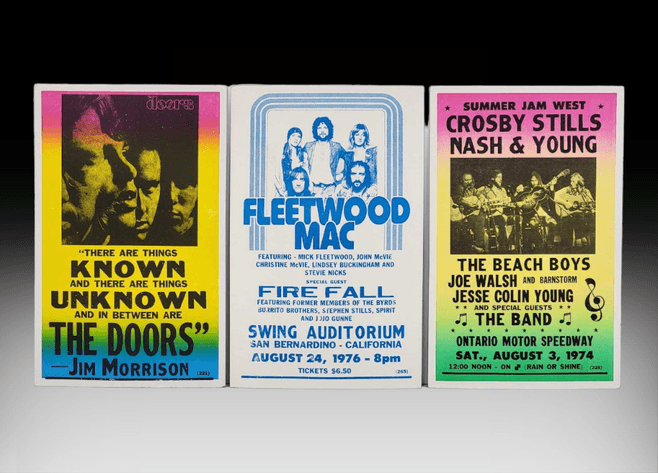 the doors
"THERE ARE THINGS
KNOWN
AND THERE ARE THINGS
UNKNOWN
AND IN BETWEEN ARE
THE DOORS"
—JIM MORRISON
FLEETWOOD
MAC
FEATURING - MICK FLEETWOOD, JOHN McVIE
CHRISTINE McVIE, LINDSEY BUCKINGHAM AND
STEVIE NICKS
SPECIAL GUEST
FIRE FALL
FEATURING FORMER MEMBERS OF THE BYRDS
BURRITO BROTHERS, STEPHEN STILLS, SPIRIT
AND JOJO GUNNE
SWING AUDITORIUM
SAN BERNARDINO - CALIFORNIA
AUGUST 24, 1976 - 8pm
TICKETS $6.50
SUMMER JAM WEST
CROSBY STILLS
NASH & YOUNG
THE BEACH BOYS
JOE WALSH AND BARNSTORM
JESSE COLIN YOUNG
AND SPECIAL GUESTS
THE BAND
ONTARIO MOTOR SPEEDWAY
SAT., AUGUST 3, 1974
12:00 NOON - ON (RAIN OR SHINE)